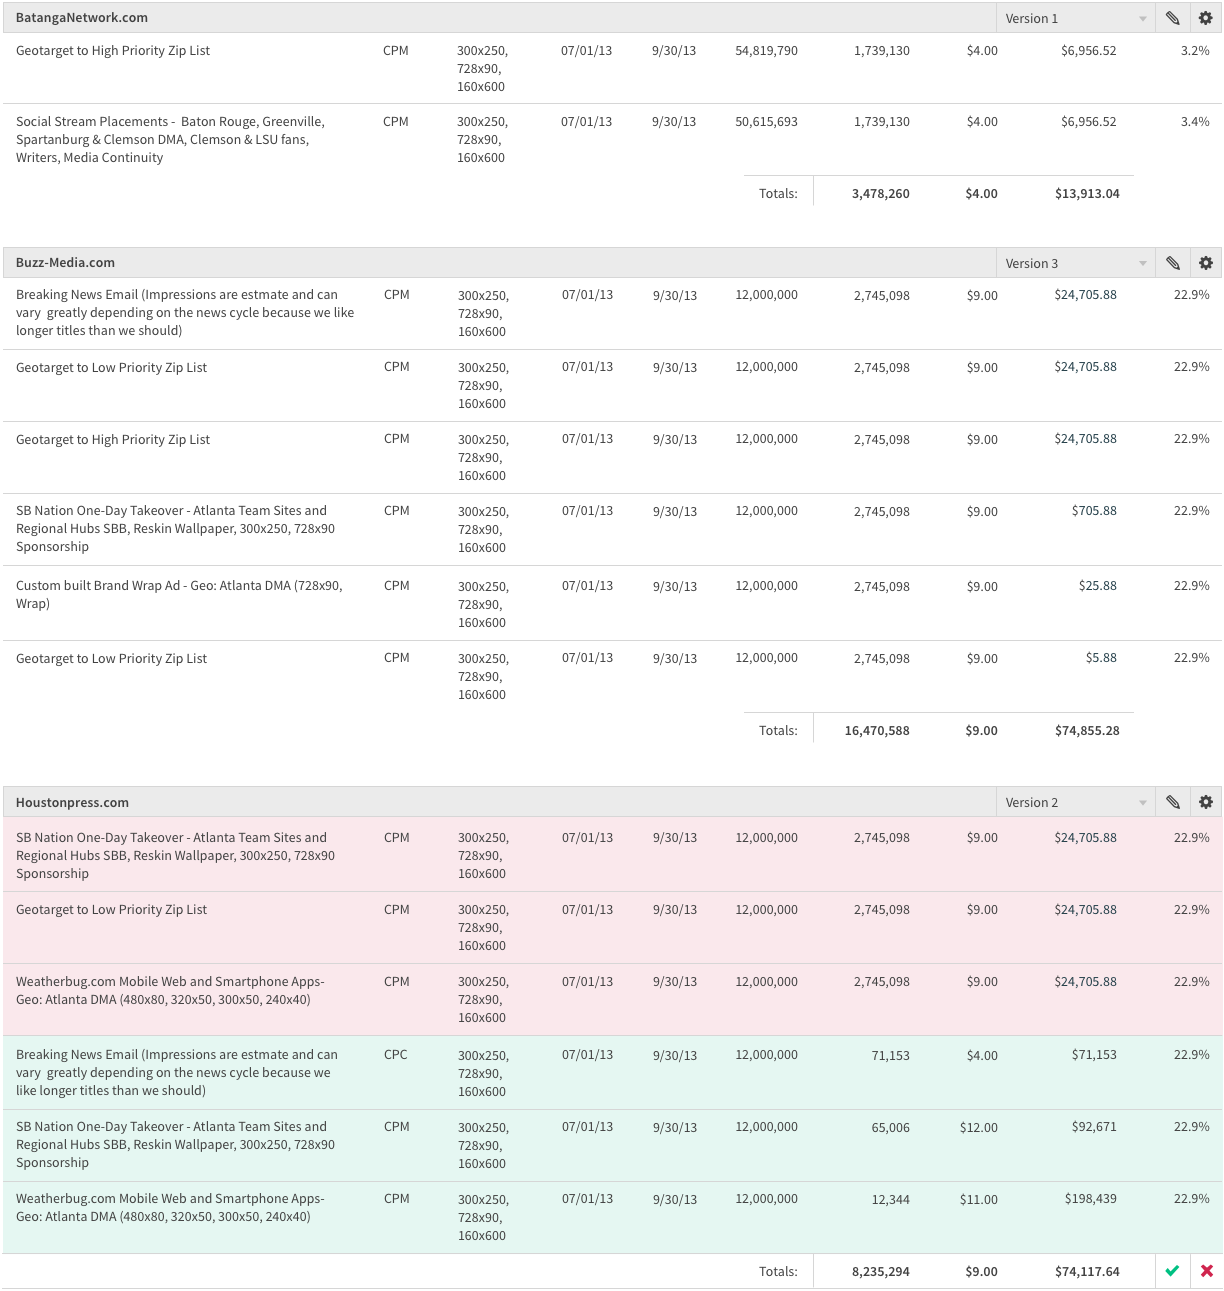 BatangaNetwork.com Version 1
Geotarget to High Priority Zip List CPM 300x250, 07/01/13 9/30/13 54,819,790 1,739,130 $4.00 $6,956.52 3.2%
728x90,
160x600
Social Stream Placements -  Baton Rouge, Greenville, CPM 300x250, 07/01/13 9/30/13 50,615,693 1,739,130 $4.00 $6,956.52 3.4%
Spartanburg & Clemson DMA, Clemson & LSU fans, 728x90,
Writers, Media Continuity 160x600
Totals: 3,478,260 $4.00 $13,913.04
Buzz-Media.com Version 3
Breaking News Email (Impressions are estmate and can CPM 300x250, 07/01/13 9/30/13 12,000,000 2,745,098 $9.00 $24,705.88 22.9%
vary  greatly depending on the news cycle because we like 728x90,
longer titles than we should) 160x600
Geotarget to Low Priority Zip List CPM 300x250, 07/01/13 9/30/13 12,000,000 2,745,098 $9.00 $24,705.88 22.9%
728x90,
160x600
Geotarget to High Priority Zip List CPM 300x250, 07/01/13 9/30/13 12,000,000 2,745,098 $9.00 $24,705.88 22.9%
728x90,
160x600
SB Nation One-Day Takeover - Atlanta Team Sites and CPM 300x250, 07/01/13 9/30/13 12,000,000 2,745,098 $9.00 $705.88 22.9%
Regional Hubs SBB, Reskin Wallpaper, 300x250, 728x90 728x90,
Sponsorship 160x600
Custom built Brand Wrap Ad - Geo: Atlanta DMA (728x90, CPM 300x250, 07/01/13 9/30/13 12,000,000 2,745,098 $9.00 $25.88 22.9%
Wrap) 728x90,
160x600
Geotarget to Low Priority Zip List CPM 300x250, 07/01/13 9/30/13 12,000,000 2,745,098 $9.00 $5.88 22.9%
728x90,
160x600
Totals: 16,470,588 $9.00 $74,855.28
Houstonpress.com Version 2
SB Nation One-Day Takeover - Atlanta Team Sites and CPM 300x250, 07/01/13 9/30/13 12,000,000 2,745,098 $9.00 $24,705.88 22.9%
Regional Hubs SBB, Reskin Wallpaper, 300x250, 728x90 728x90,
Sponsorship 160x600
Geotarget to Low Priority Zip List CPM 300x250, 07/01/13 9/30/13 12,000,000 2,745,098 $9.00 $24,705.88 22.9%
728x90,
160x600
Weatherbug.com Mobile Web and Smartphone Apps- CPM 300x250, 07/01/13 9/30/13 12,000,000 2,745,098 $9.00 $24,705.88 22.9%
Geo: Atlanta DMA (480x80, 320x50, 300x50, 240x40) 728x90,
160x600
Breaking News Email (Impressions are estmate and can CPC 300x250, 07/01/13 9/30/13 12,000,000 71,153 $4.00 $71,153 22.9%
vary  greatly depending on the news cycle because we 728x90,
like longer titles than we should) 160x600
SB Nation One-Day Takeover - Atlanta Team Sites and CPM 300x250, 07/01/13 9/30/13 12,000,000 65,006 $12.00 $92,671 22.9%
Regional Hubs SBB, Reskin Wallpaper, 300x250, 728x90 728x90,
Sponsorship 160x600
Weatherbug.com Mobile Web and Smartphone Apps- CPM 300x250, 07/01/13 9/30/13 12,000,000 12,344 $11.00 $198,439 22.9%
Geo: Atlanta DMA (480x80, 320x50, 300x50, 240x40) 728x90,
160x600
Totals: 8,235,294 $9.00 $74,117.64